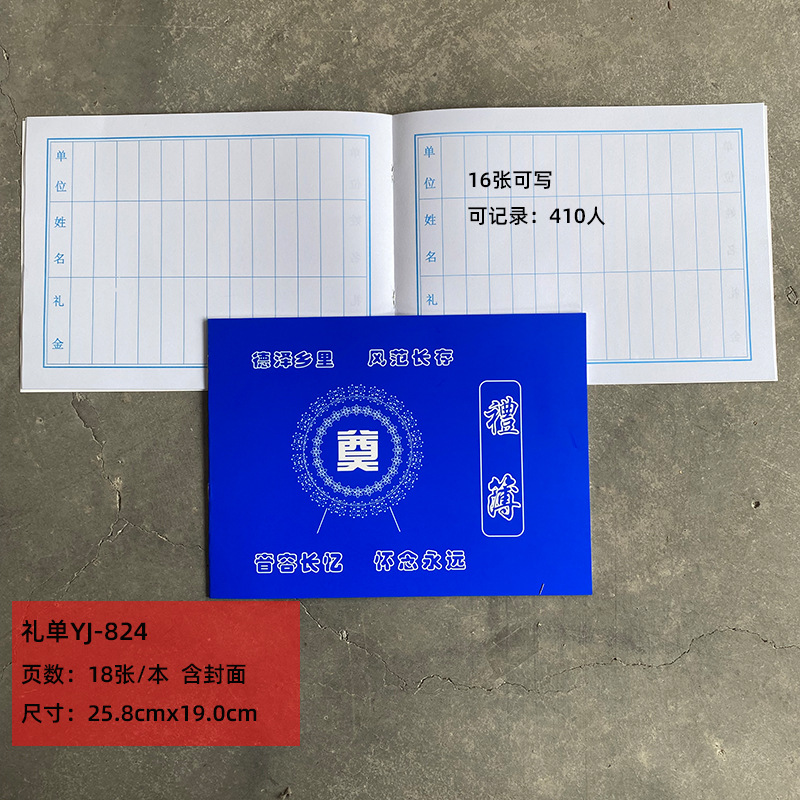 单位
姓名
礼金
单位
姓名
礼
16张可写
可记录：410人
德泽乡里 风范长存
奠
禮薄
音容长忆 怀念永远
礼单YJ-824
页数：18张/本 含封面
尺寸：25.8cmx19.0cm